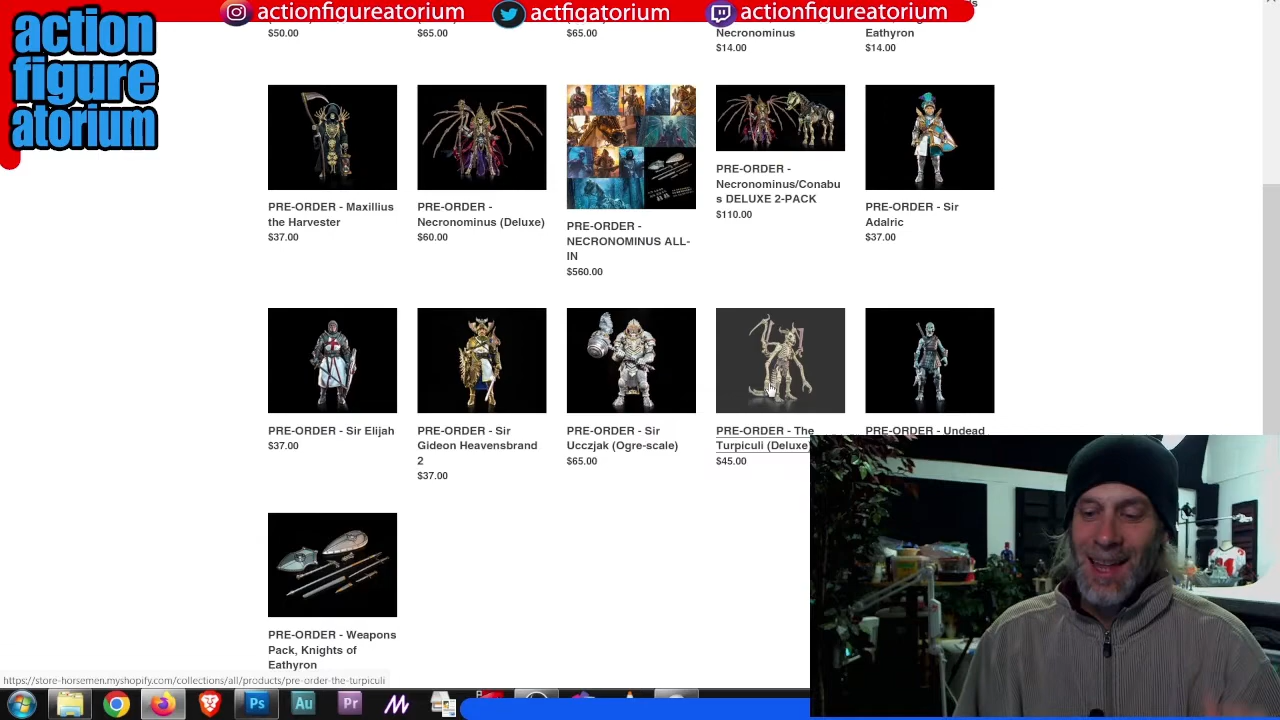 actionfigureatorium
actfigatorium
actionfigureatorium
action
figure
atorium
$50.00
$65.00
$65.00
Necronominus
$14.00
Eathyron
$14.00
PRE-ORDER - Maxillius
the Harvester
$37.00
PRE-ORDER -
Necronominus (Deluxe)
$60.00
PRE-ORDER -
NECRONOMINUS ALL-
IN
$560.00
PRE-ORDER -
Necronominus/Conabu
s DELUXE 2-PACK
$110.00
PRE-ORDER - Sir
Adalric
$37.00
PRE-ORDER - Sir Elijah
$37.00
PRE-ORDER - Sir
Gideon Heavensbrand
2
$37.00
PRE-ORDER - Sir
Ucczjak (Ogre-scale)
$65.00
PRE-ORDER - The
Turpiculi (Deluxe)
$45.00
PRE-ORDER - Undead
PRE-ORDER - Weapons
Pack, Knights of
Eathyron
https://store-horsemen.myshopify.com/collections/all/products/pre-order-the-turpiculi
Ps
Au
Pr